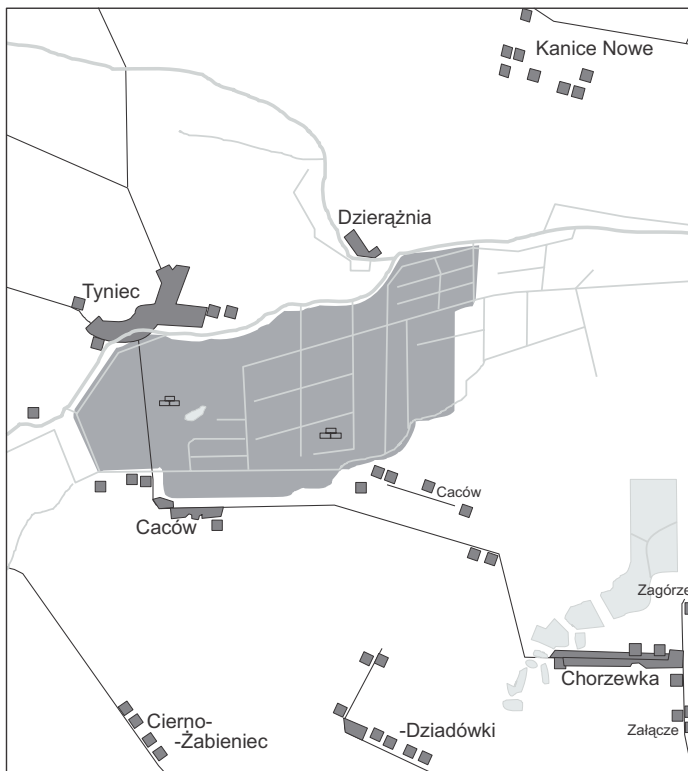 Kanice Nowe
Dzierążnia
Tyniec
Caców
Caców
Zagórze
Chorzewka
Cierno-
-Żabieniec
-Dziadówki
Załącze